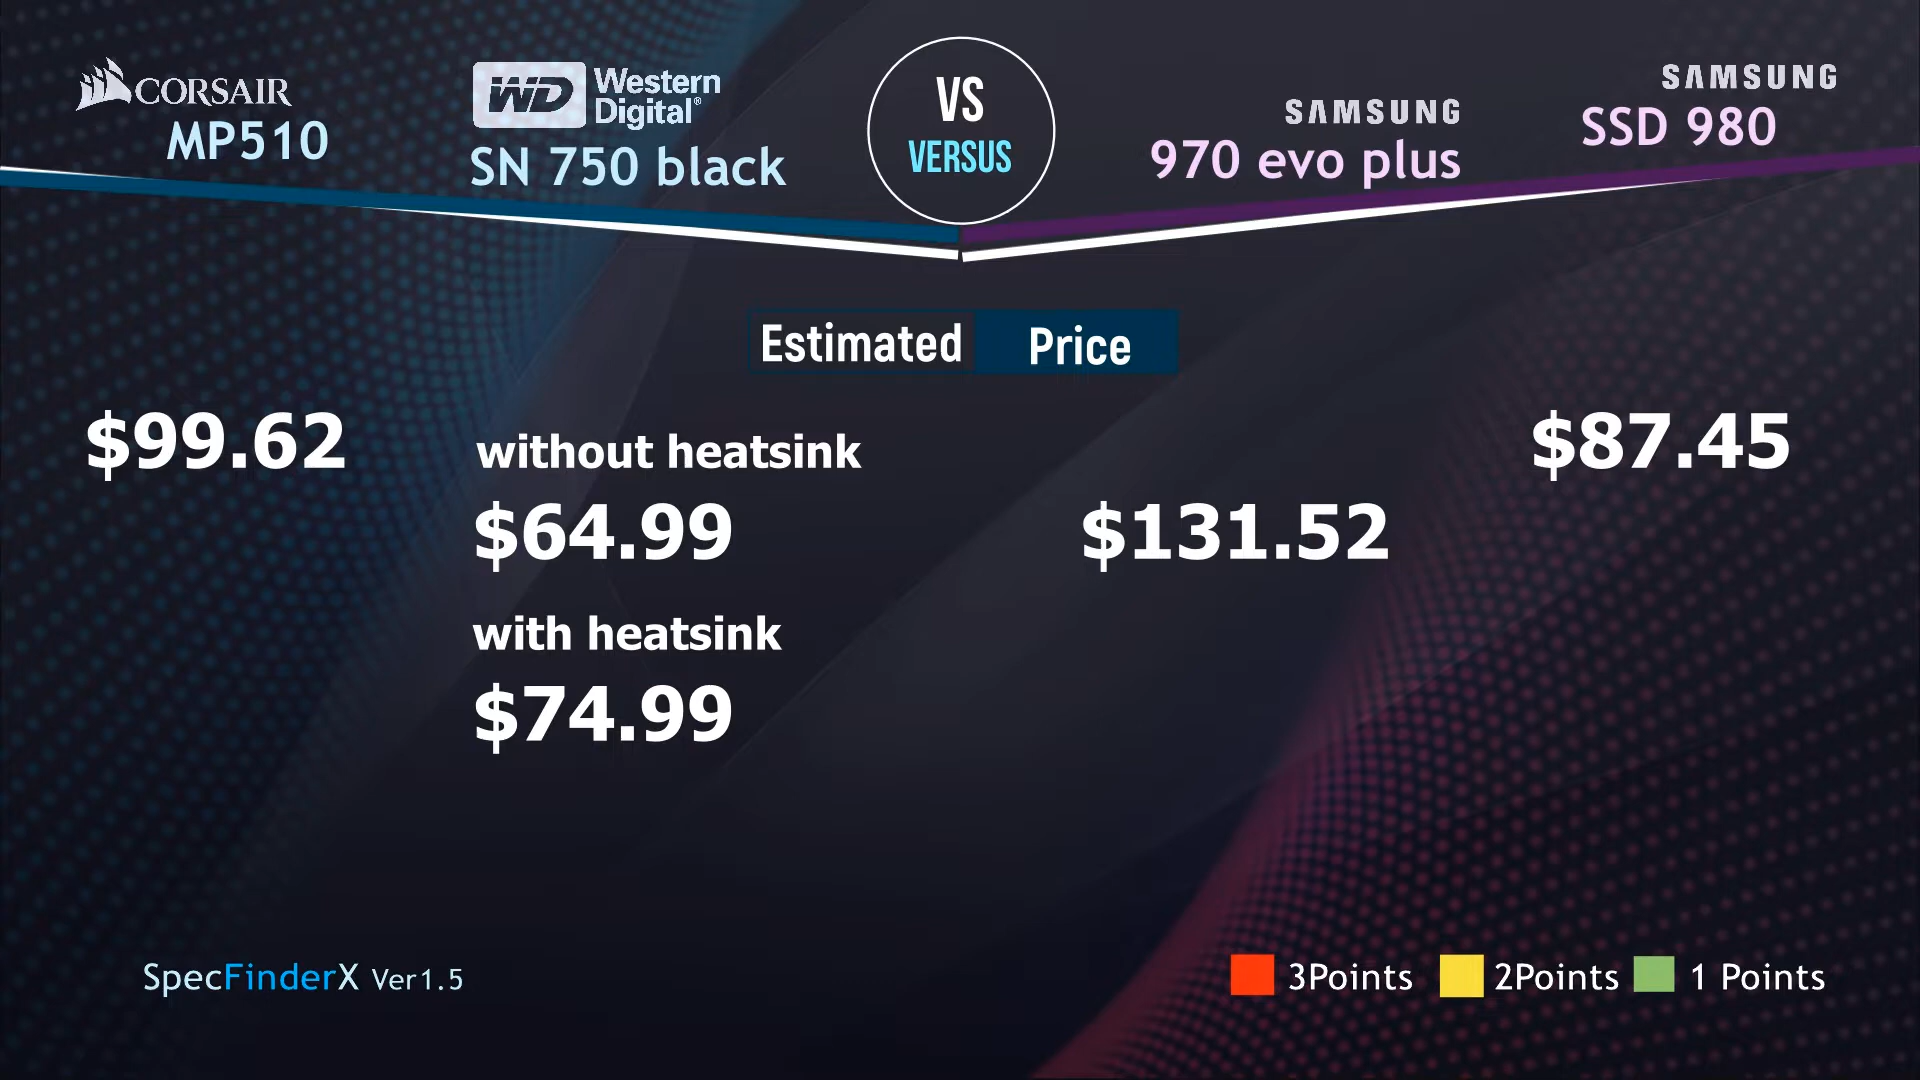 CORSAIR
MP510
WD Western Digital®
SN 750 black
VS
VERSUS
SAMSUNG
970 evo plus
SAMSUNG
SSD 980
Estimated Price
$99.62
without heatsink
$64.99
with heatsink
$74.99
$131.52
$87.45
SpecFinderX Ver1.5
3Points 2Points 1 Points